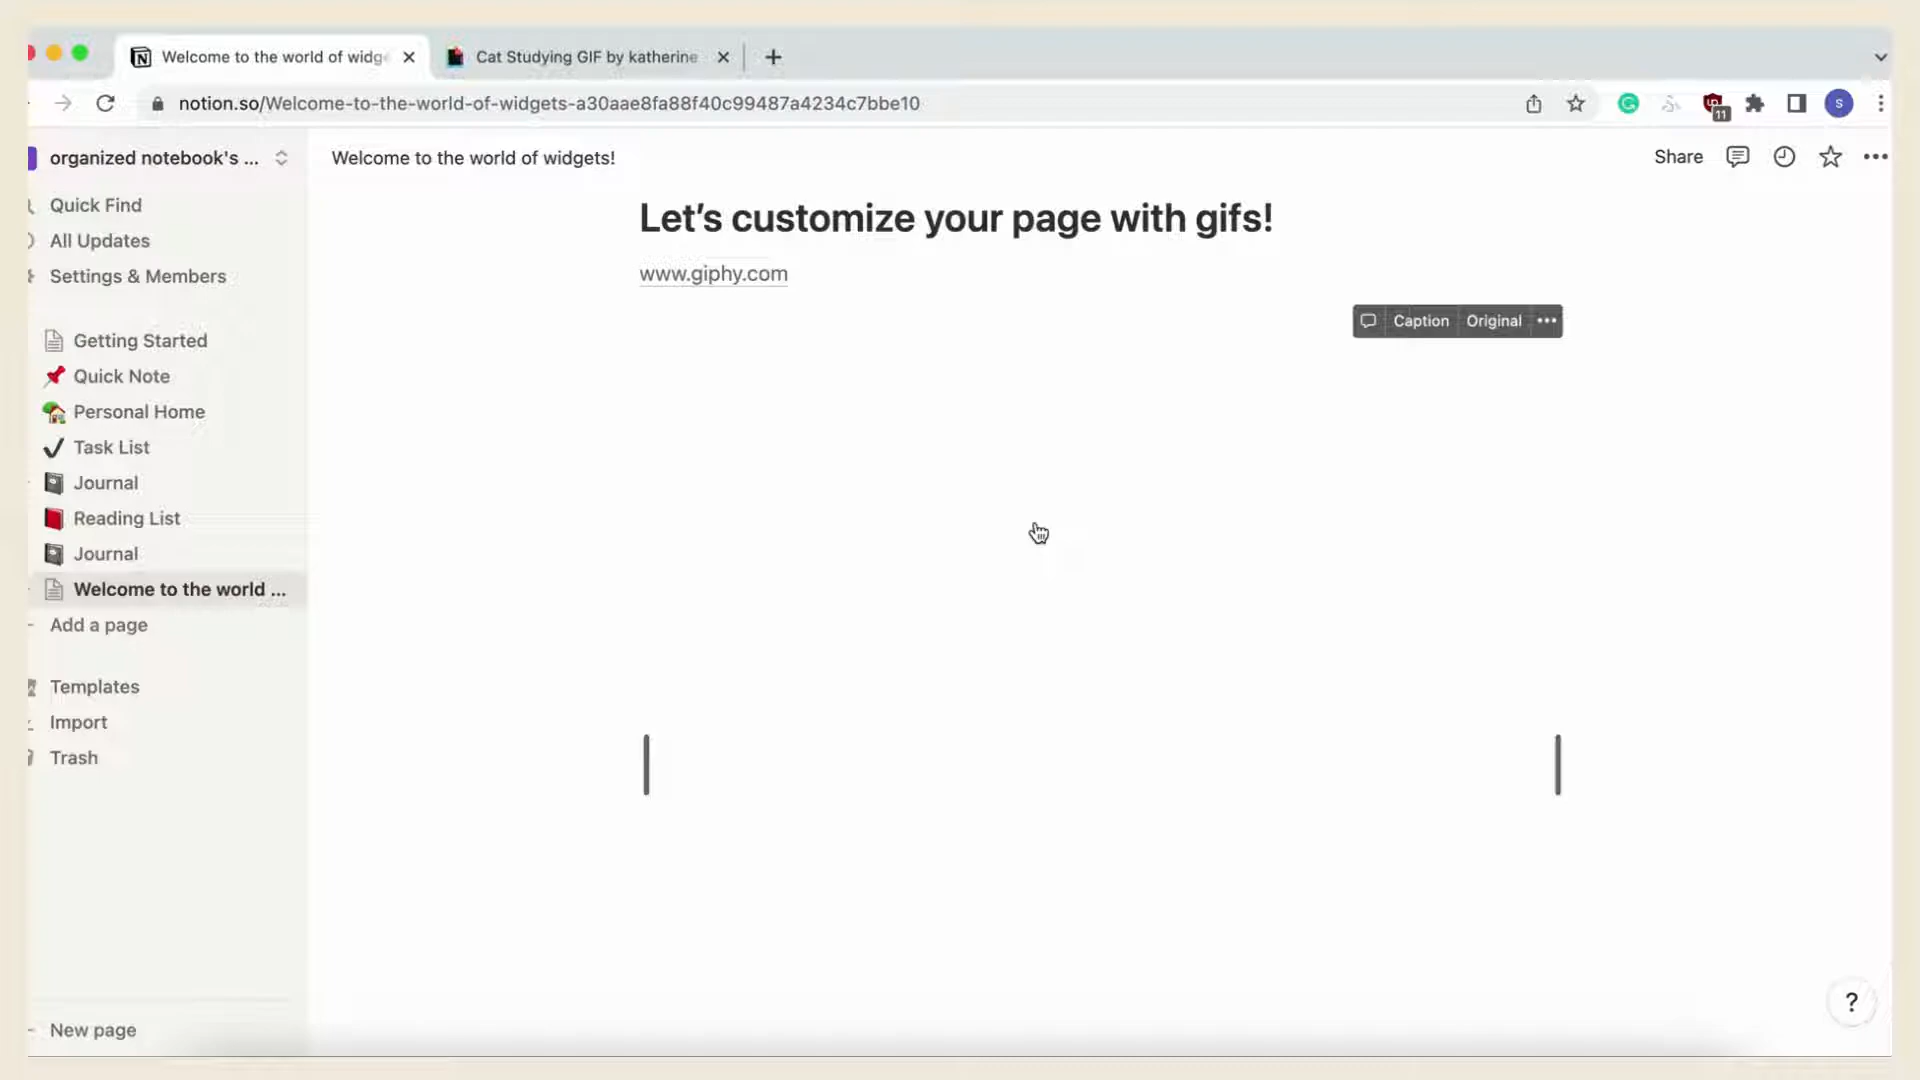 Welcome to the world of widg
Cat Studying GIF by katherine
notion.so/Welcome-to-the-world-of-widgets-a30aae8fa88f40c99487a4234c7bbe10
11
S
organized notebook's ...
Welcome to the world of widgets!
Share
Quick Find
All Updates
Settings & Members
Getting Started
Quick Note
Personal Home
Task List
Journal
Reading List
Journal
Welcome to the world ...
Add a page
Templates
Import
Trash
New page
Let's customize your page with gifs!
www.giphy.com
Caption Original
?